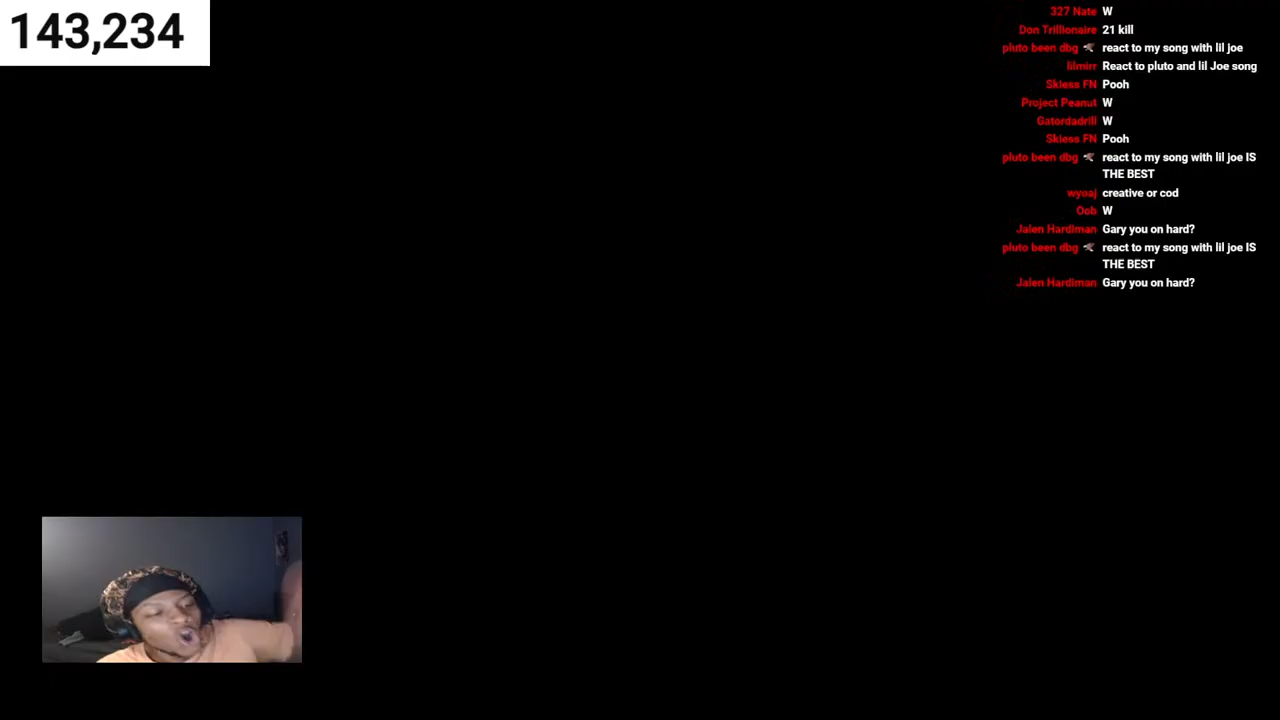 143,234
327 Nate W
Don Trillionaire 21 kill
pluto been dbg react to my song with lil joe
lilmirr React to pluto and lil Joe song
Skiess FN Pooh
Project Peanut W
Gatordadrill W
Skiess FN Pooh
pluto been dbg react to my song with lil joe IS
THE BEST
wynaj creative or cod
Oob W
Jalen Hardiman Gary you on hard?
pluto been dbg react to my song with lil joe IS
THE BEST
Jalen Hardiman Gary you on hard?